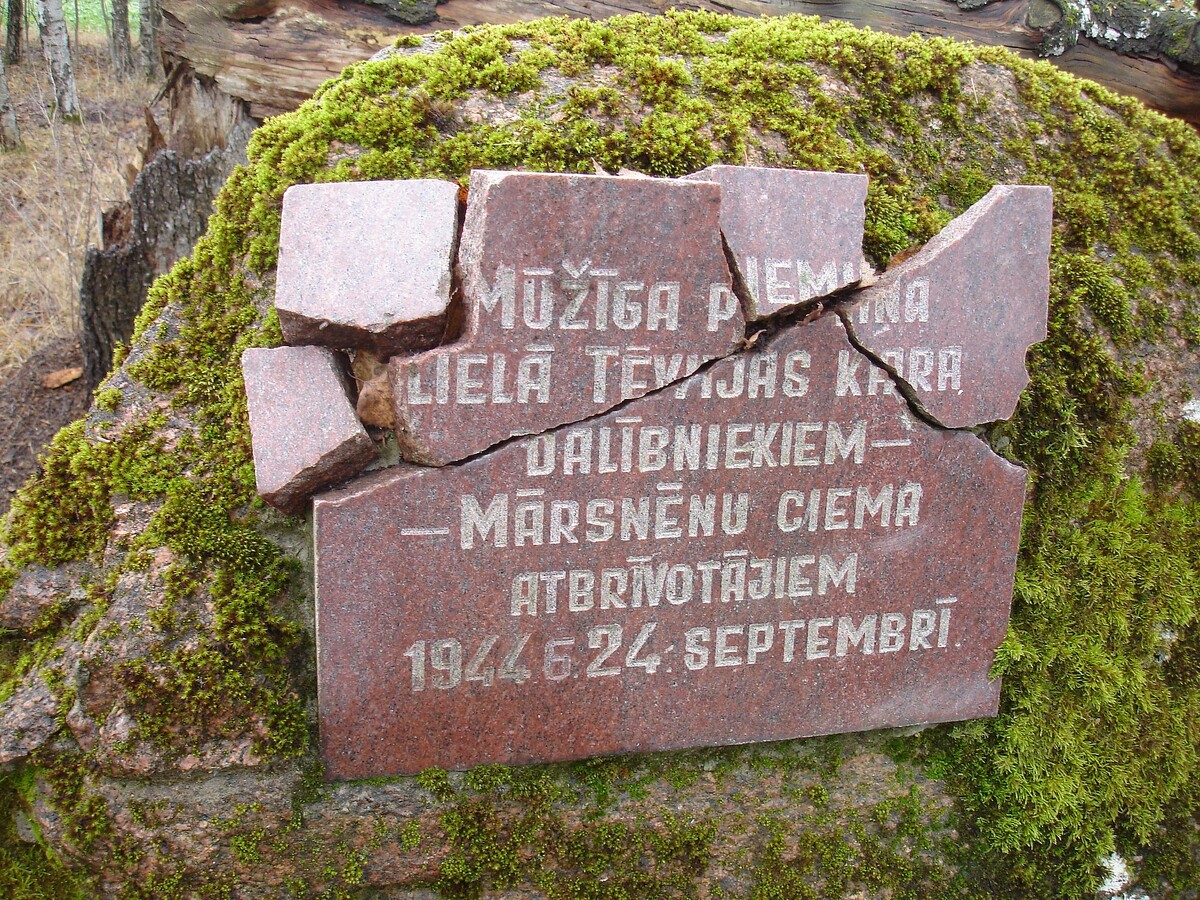 MŪŽĪGA PIEMIŅA
LIELĀ TĒVIJAS KARA
DALĪBNIEKIEM —
— MĀRSNĒNU CIEMA
ATBRĪVOTĀJIEM
1944 G. 24. SEPTEMBRĪ.